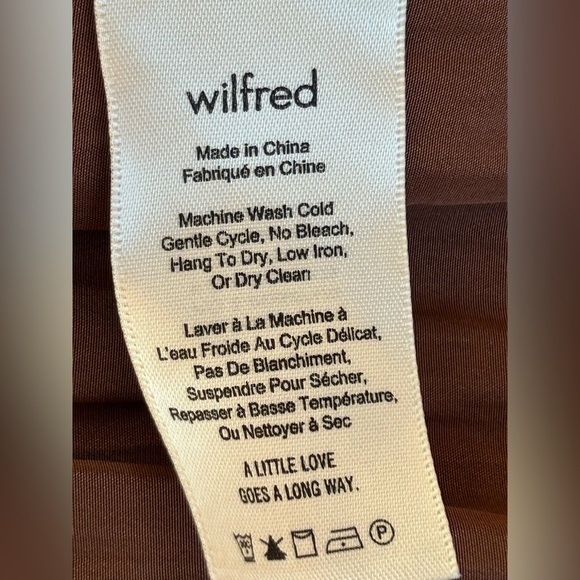 wilfred
Made in China
Fabriqué en Chine
Machine Wash Cold
Gentle Cycle, No Bleach,
Hang To Dry, Low Iron,
Or Dry Clean
Laver à La Machine à
L'eau Froide Au Cycle Délicat,
Pas De Blanchiment,
Suspendre Pour Sécher,
Repasser à Basse Température,
Ou Nettoyer à Sec
A LITTLE LOVE
GOES A LONG WAY.
P